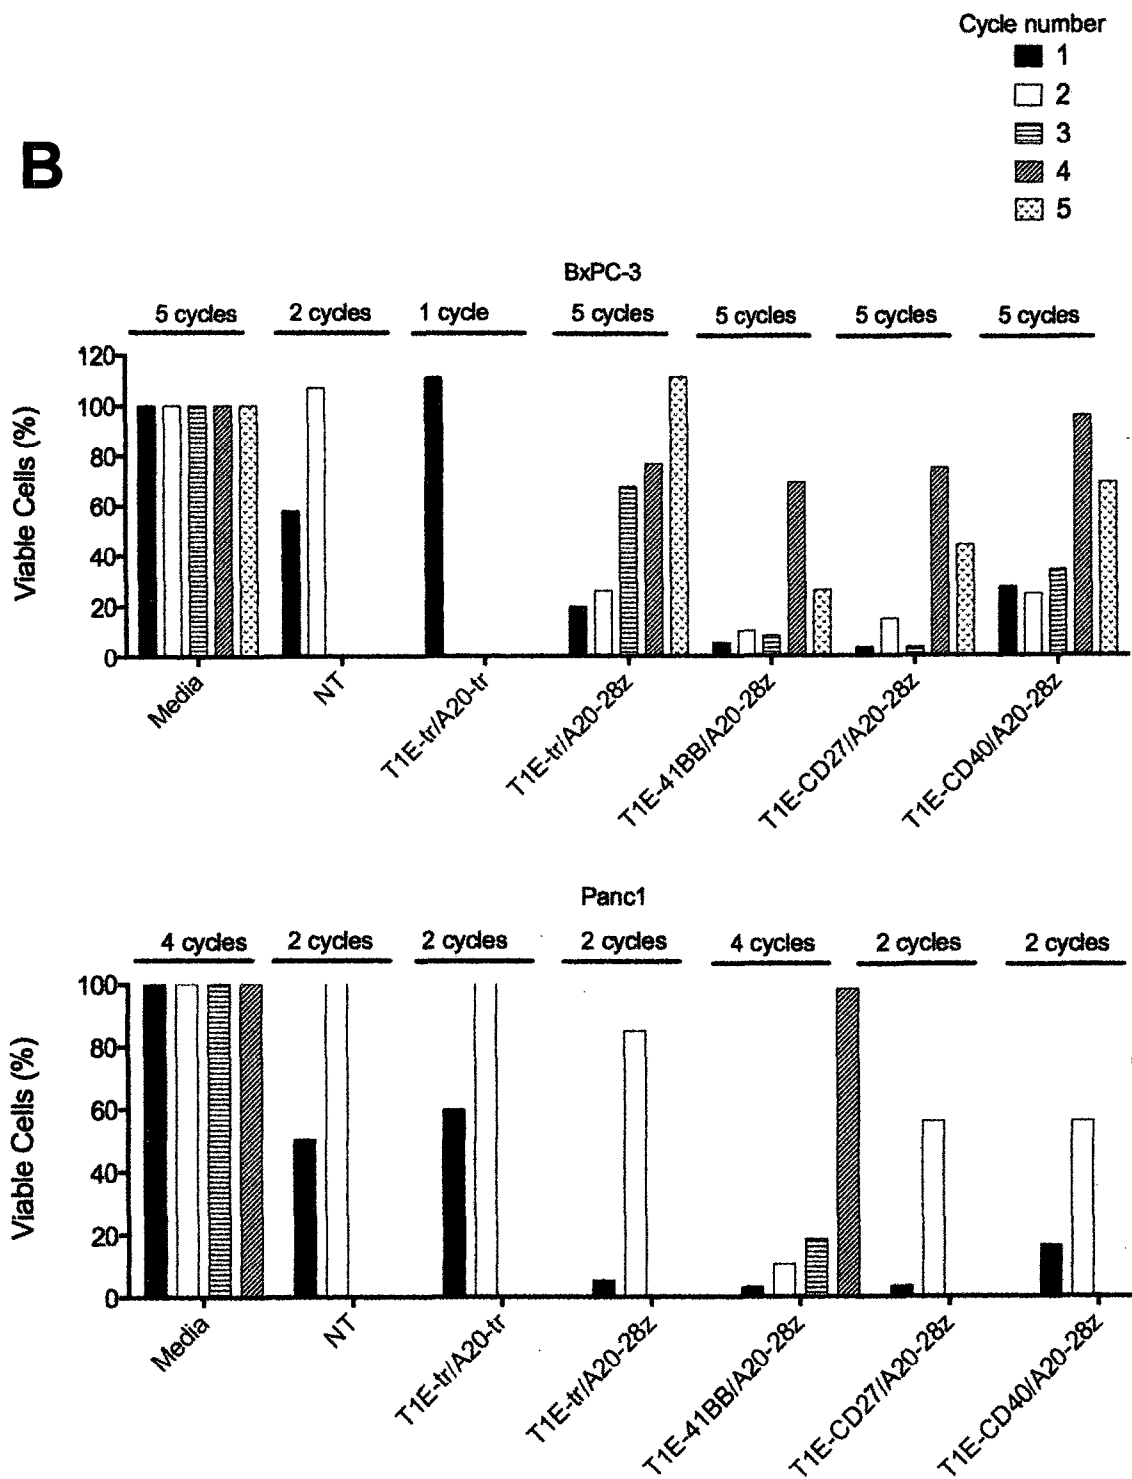 Cycle number
1
2
3
4
5
B
BxPC-3
5 cycles 2 cycles 1 cycle 5 cycles 5 cycles 5 cycles 5 cycles
Viable Cells (%)
120
100
80
60
40
20
0
Media NT T1E-tr/A20-tr T1E-tr/A20-28z T1E-41BB/A20-28z T1E-CD27/A20-28z T1E-CD40/A20-28z
Panc1
4 cycles 2 cycles 2 cycles 2 cycles 4 cycles 2 cycles 2 cycles
Viable Cells (%)
100
80
60
40
20
0
Media NT T1E-tr/A20-tr T1E-tr/A20-28z T1E-41BB/A20-28z T1E-CD27/A20-28z T1E-CD40/A20-28z